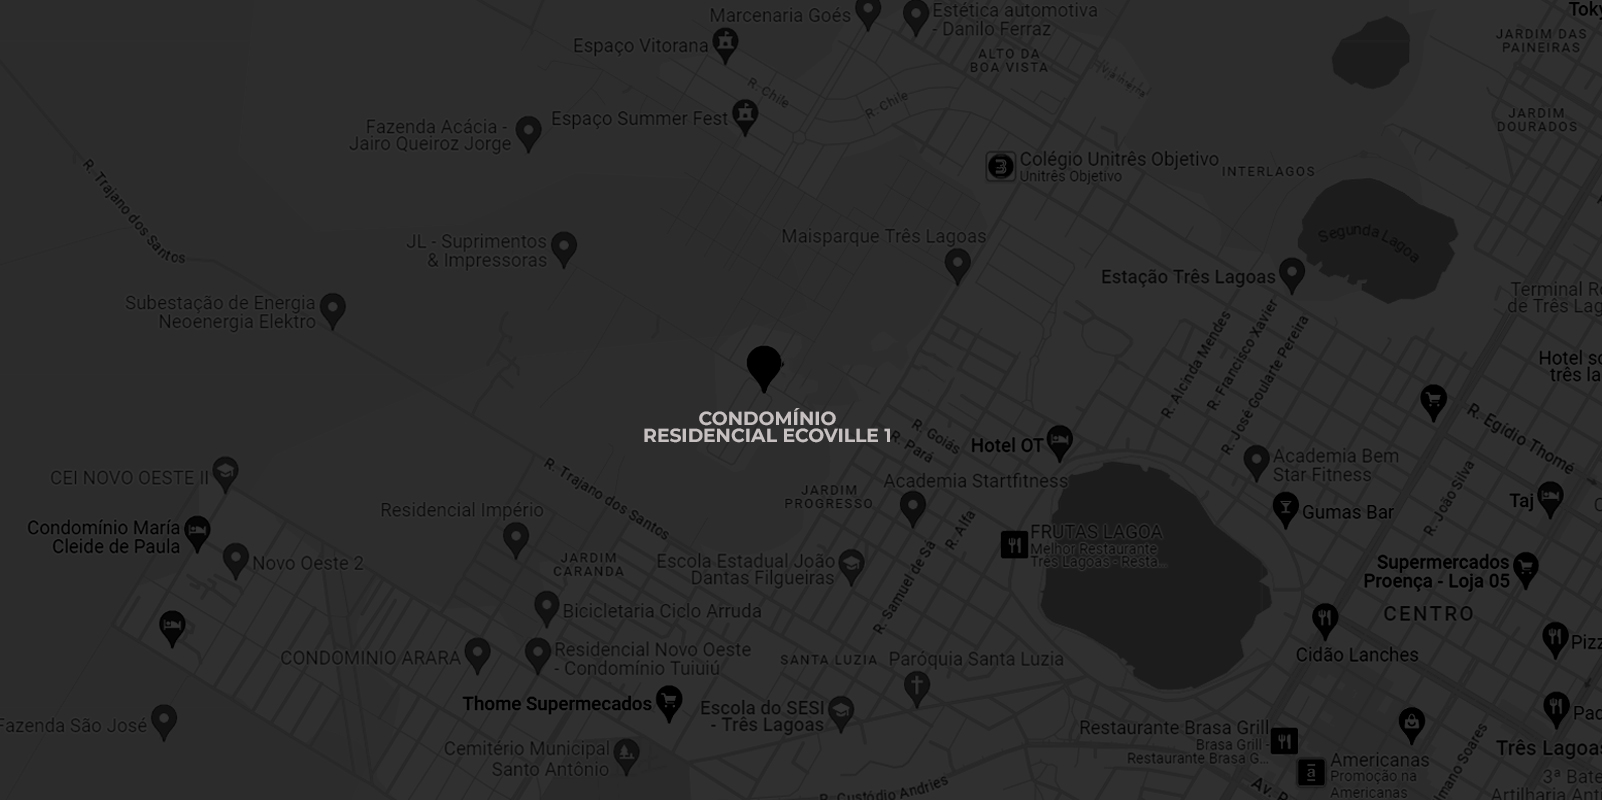 Marcenaria Goés
Estética automotiva
- Danilo Ferraz
Espaço Vitorana
ALTO DA
BOA VISTA
JARDIM DAS
PAINEIRAS
R. Chile
R. Chile
Espaço Summer Fest
Fazenda Acácia -
Jairo Queiroz Jorge
JARDIM
DOURADOS
Colégio Unitrês Objetivo
Unitrês Objetivo
INTERLAGOS
R. Trajano dos Santos
JL - Suprimentos
& Impressoras
Maisparque Três Lagoas
Segunda Lagoa
Estação Três Lagoas
Subestação de Energia
Neoenergia Elektro
Terminal R
de Três Lag
R. Alcinda Mendes
R. Francisco Xavier
R. José Goularte Pereira
Hotel s
três la
CONDOMÍNIO
RESIDENCIAL ECOVILLE 1
R. Goiás
R. Pará
Hotel OT
R. Egídio Thomé
Academia Bem
Star Fitness
CEI NOVO OESTE II
R. Trajano dos Santos
Academia Startfitness
JARDIM
PROGRESSO
R. João Silva
Taj
Gumas Bar
Residencial Império
Condomínio María
Cleide de Paula
R. Alfa
FRUTAS LAGOA
Melhor Restaurante
Três Lagoas - Resta...
Novo Oeste 2
JARDIM
CARANDA
Escola Estadual João
Dantas Filgueiras
R. Samuel de Sa
Supermercados
Proença - Loja 05
Bicicletaria Ciclo Arruda
CENTRO
CONDOMINIO ARARA
Residencial Novo Oeste
- Condomínio Tuiuiú
SANTA LUZIA
Paróquia Santa Luzia
Cidão Lanches
Pizz
Thome Supermecados
Escola do SESI
- Três Lagoas
Fazenda São José
Restaurante Brasa Grill
Brasa Grill -
Restaurante Brasa G...
Pad
Três Lagoas
Cemitério Municipal
Santo Antônio
Americanas
Promoção na
Americanas
3ª Bate
Artilharia Ant
R. Custódio Andries
Av. P